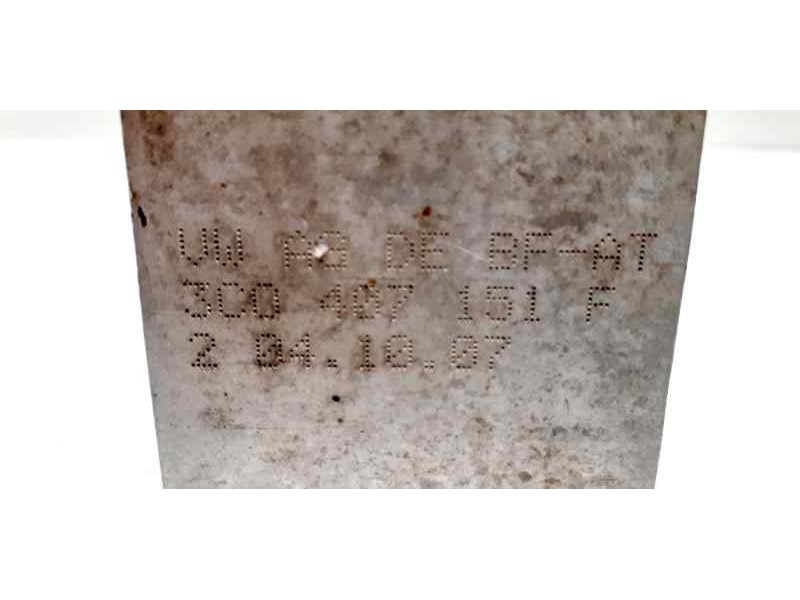 VW AG DE BF-AT
3C0 407 151 F
2 04.10.07